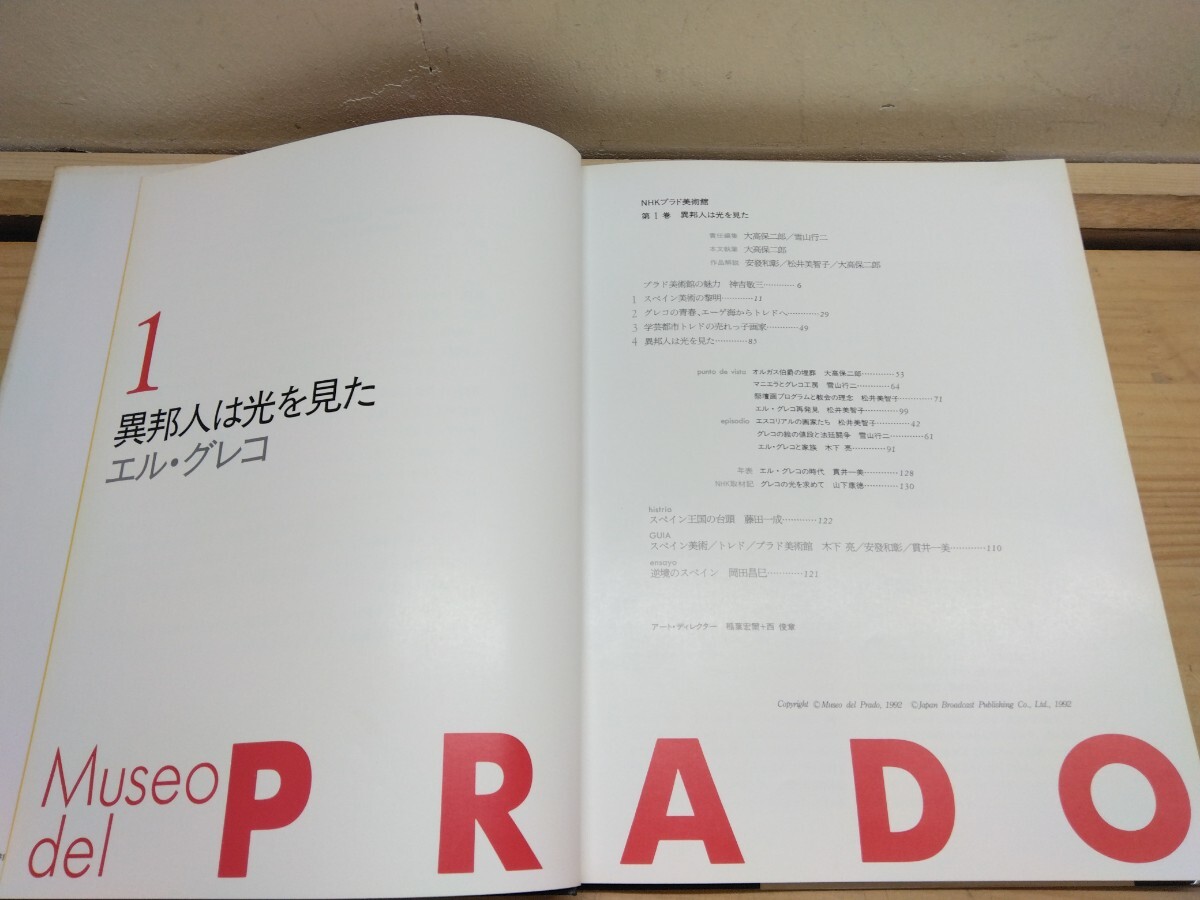 1
異邦人は光を見た
エル・グレコ
Museo
del
PRADO
NHKプラド美術館
第1巻 異邦人は光を見た
責任編集 大高保二郎/雪山行二
本文執筆 大高保二郎
作品解説 安發和彰/松井美智子/大高保二郎
プラド美術館の魅力 神吉敬三…………6
1 スペイン美術の黎明…………11
2 グレコの青春、エーゲ海からトレドへ…………29
3 学芸都市トレドの売れっ子画家…………49
4 異邦人は光を見た…………83
punto de vista オルガス伯爵の埋葬 大高保二郎…………53
マニエラとグレコ工房 雪山行二…………64
祭壇画プログラムと教会の理念 松井美智子…………71
エル・グレコ再発見 松井美智子…………99
episodio エスコリアルの画家たち 松井美智子…………42
グレコの絵の値段と法廷闘争 雪山行二…………61
エル・グレコと家族 木下 亮…………91
年表 エル・グレコの時代 貫井一美…………128
NHK取材記 グレコの光を求めて 山下康徳…………130
histria
スペイン王国の台頭 藤田一成…………122
GUIA
スペイン美術/トレド/プラド美術館 木下 亮/安發和彰/貫井一美…………110
ensayo
逆境のスペイン 岡田昌巳…………121
アート・ディレクター 稲葉宏爾+西 俊章
Copyright ©Museo del Prado, 1992 ©Japan Broadcast Publishing Co., Ltd., 1992